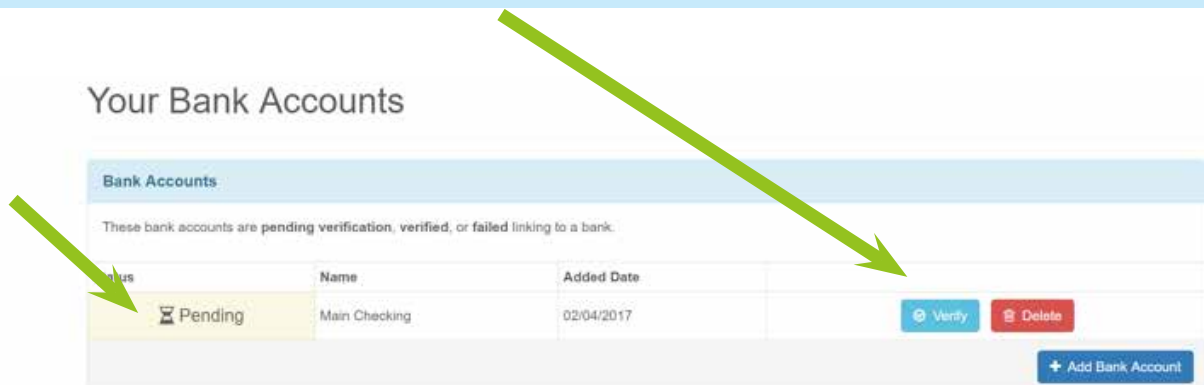 Your Bank Accounts
Bank Accounts
These bank accounts are pending verification, verified, or failed linking to a bank.
Name Added Date
Pending Main Checking 02/04/2017 Verify Delete
+ Add Bank Account